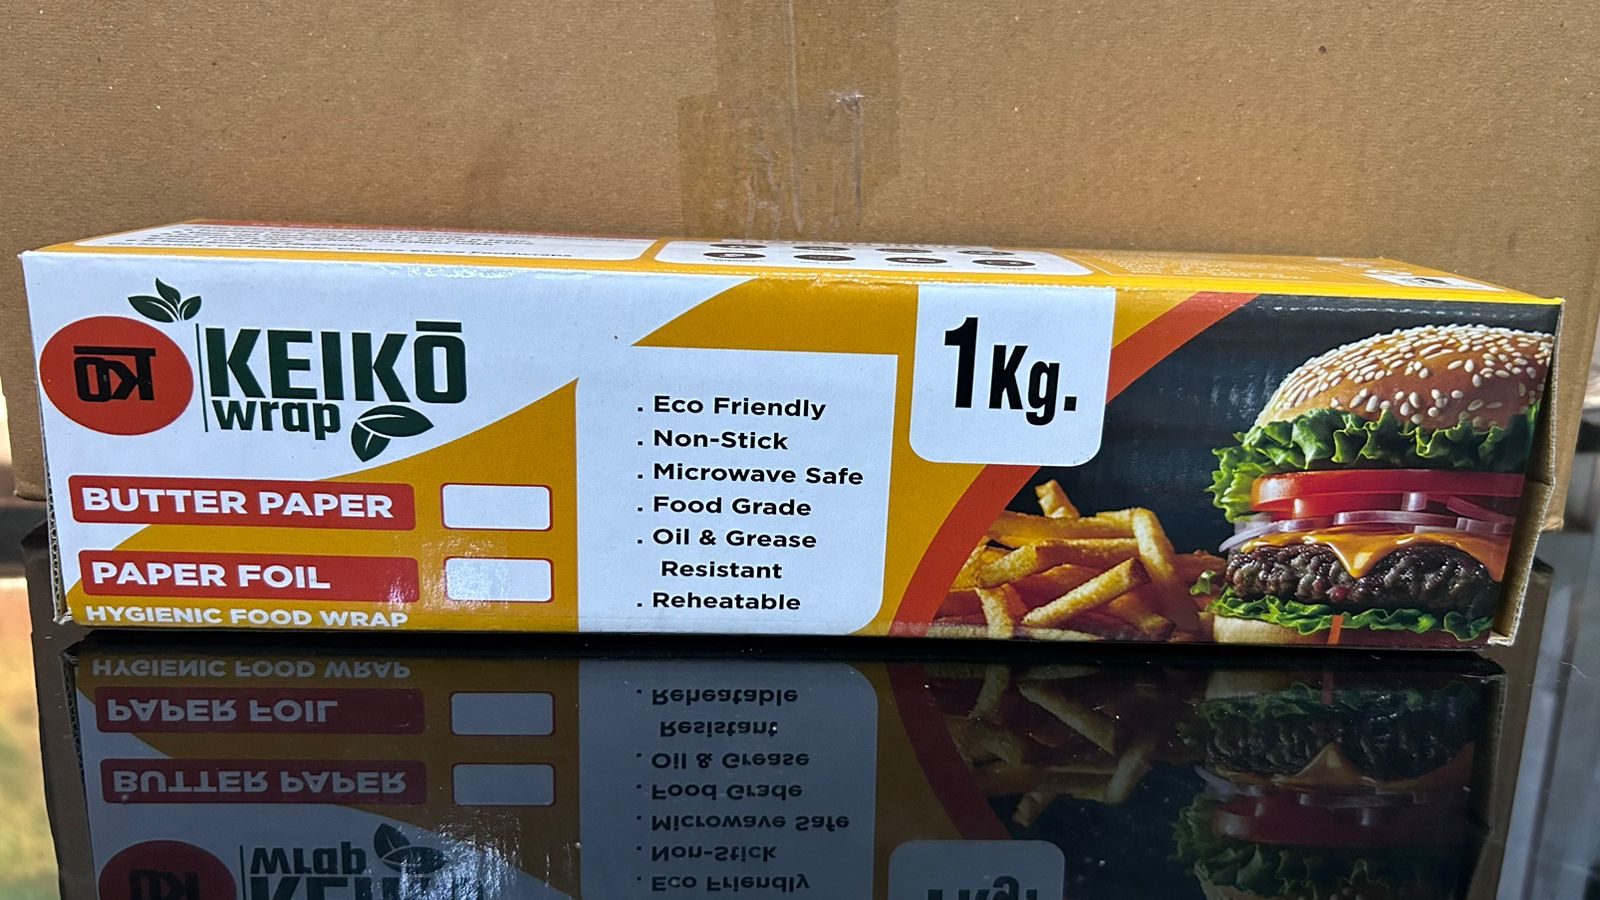 KO
KEIKŌ
wrap
BUTTER PAPER
PAPER FOIL
HYGIENIC FOOD WRAP
. Eco Friendly
. Non-Stick
. Microwave Safe
. Food Grade
. Oil & Grease
Resistant
. Reheatable
1Kg.